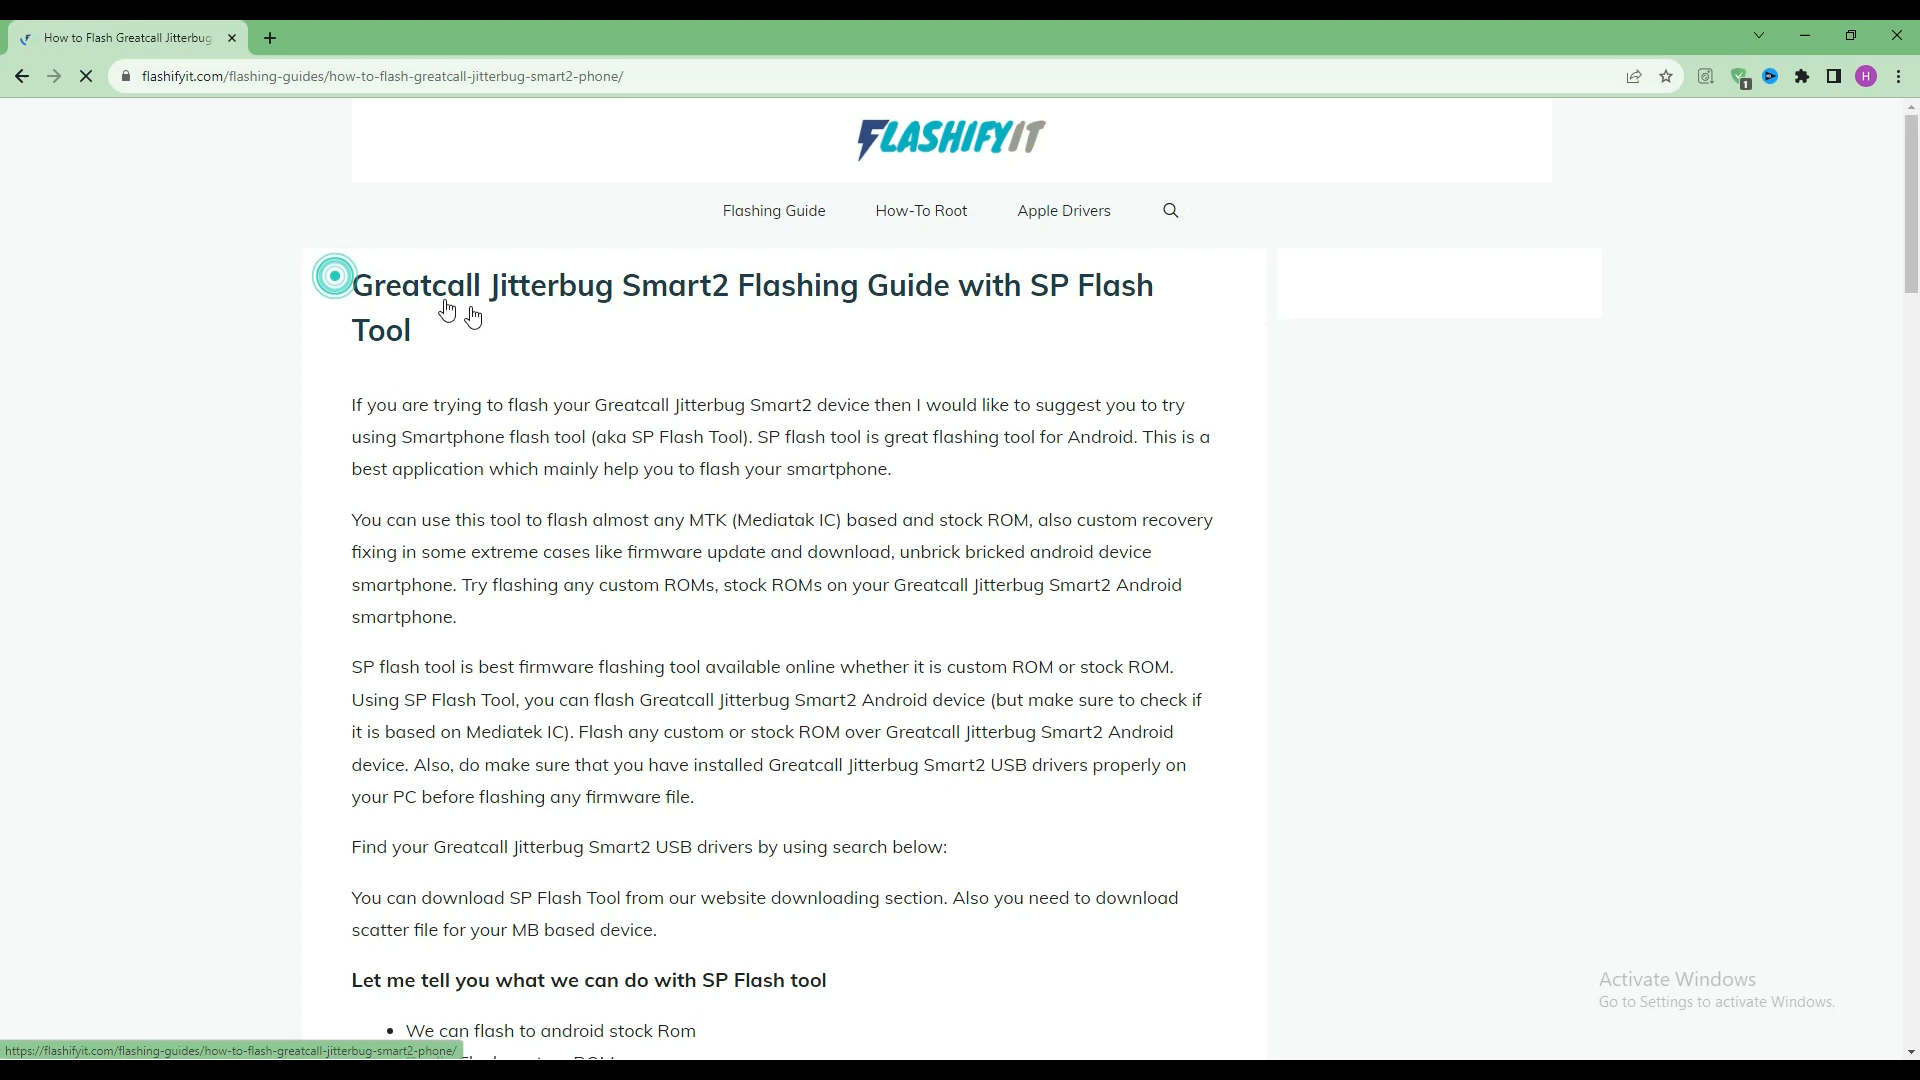 How to Flash Greatcall Jitterbug
flashifyit.com/flashing-guides/how-to-flash-greatcall-jitterbug-smart2-phone/
1
H
FLASHIFYIT
Flashing Guide How-To Root Apple Drivers
Greatcall Jitterbug Smart2 Flashing Guide with SP Flash
Tool
If you are trying to flash your Greatcall Jitterbug Smart2 device then I would like to suggest you to try
using Smartphone flash tool (aka SP Flash Tool). SP flash tool is great flashing tool for Android. This is a
best application which mainly help you to flash your smartphone.
You can use this tool to flash almost any MTK (Mediatak IC) based and stock ROM, also custom recovery
fixing in some extreme cases like firmware update and download, unbrick bricked android device
smartphone. Try flashing any custom ROMs, stock ROMs on your Greatcall Jitterbug Smart2 Android
smartphone.
SP flash tool is best firmware flashing tool available online whether it is custom ROM or stock ROM.
Using SP Flash Tool, you can flash Greatcall Jitterbug Smart2 Android device (but make sure to check if
it is based on Mediatek IC). Flash any custom or stock ROM over Greatcall Jitterbug Smart2 Android
device. Also, do make sure that you have installed Greatcall Jitterbug Smart2 USB drivers properly on
your PC before flashing any firmware file.
Find your Greatcall Jitterbug Smart2 USB drivers by using search below:
You can download SP Flash Tool from our website downloading section. Also you need to download
scatter file for your MB based device.
Let me tell you what we can do with SP Flash tool
• We can flash to android stock Rom
Activate Windows
Go to Settings to activate Windows.
https://flashifyit.com/flashing-guides/how-to-flash-greatcall-jitterbug-smart2-phone/